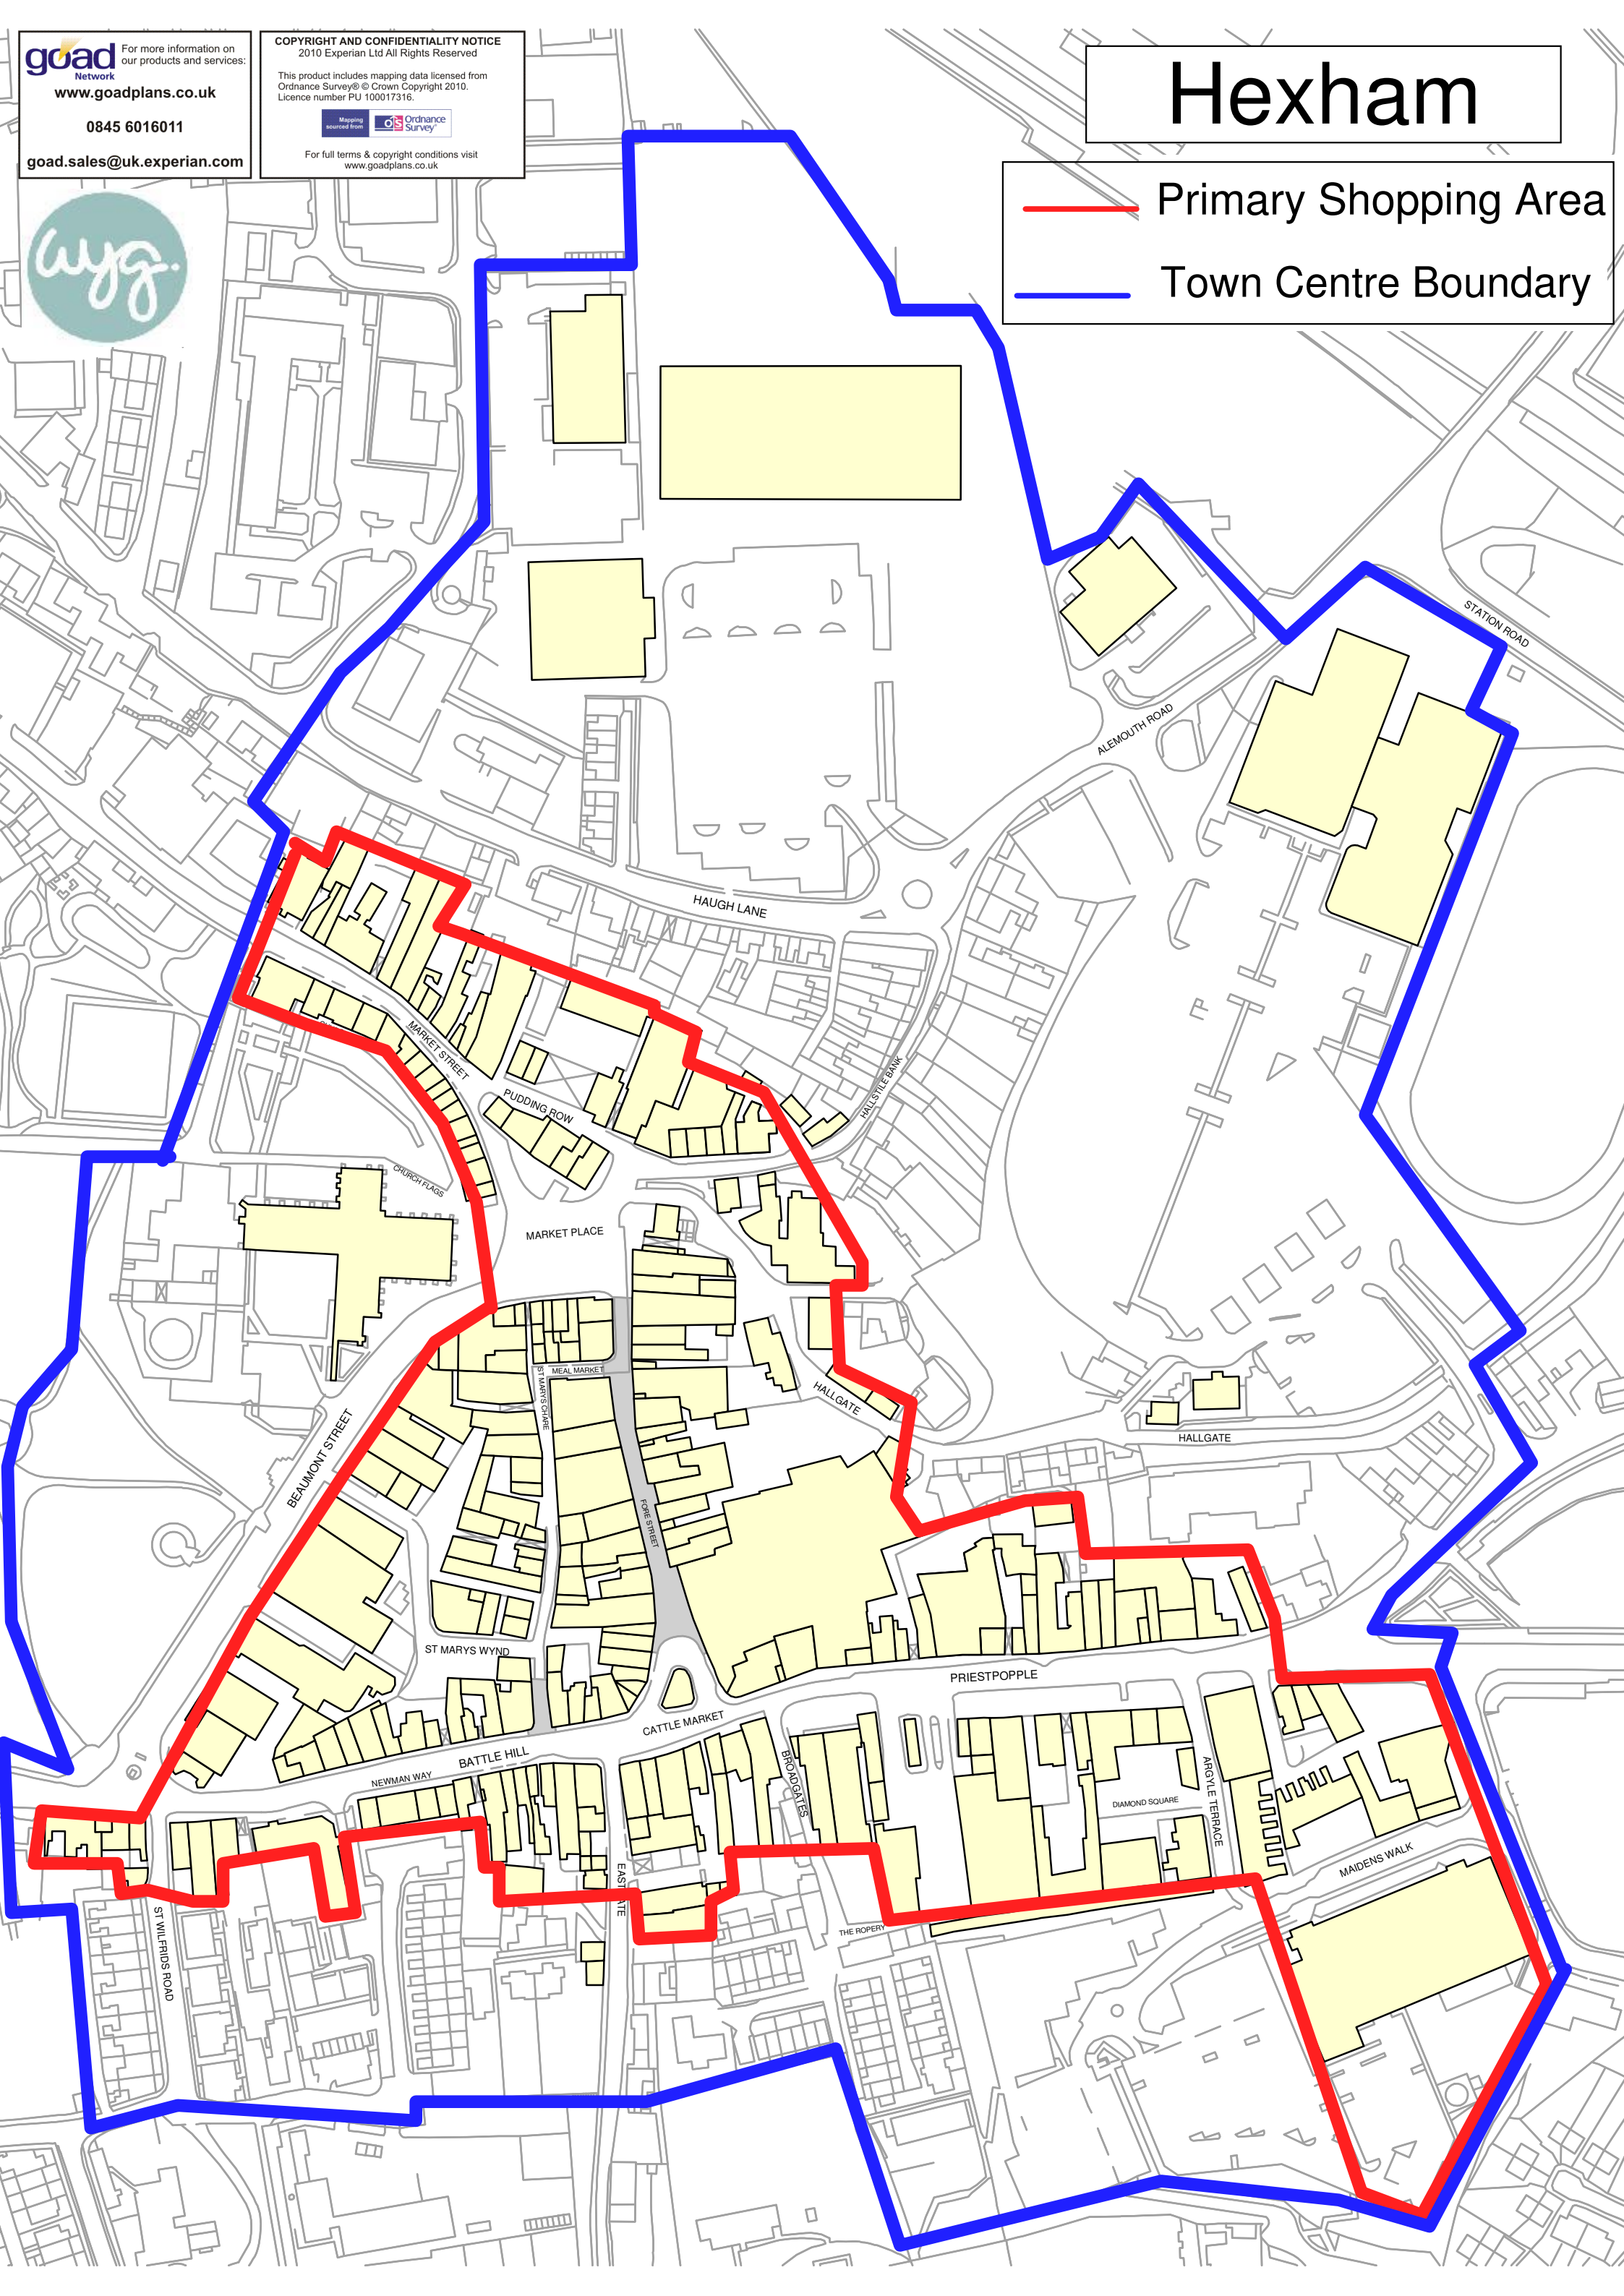 goad
Network
For more information on
our products and services:
www.goadplans.co.uk
0845 6016011
goad.sales@uk.experian.com
COPYRIGHT AND CONFIDENTIALITY NOTICE
2010 Experian Ltd All Rights Reserved
This product includes mapping data licensed from
Ordnance Survey® © Crown Copyright 2010.
Licence number PU 100017316.
Mapping
sourced from
OS Ordnance
Survey®
For full terms & copyright conditions visit
www.goadplans.co.uk
wyg.
Hexham
Primary Shopping Area
Town Centre Boundary
STATION ROAD
ALEMOUTH ROAD
HAUGH LANE
MARKET STREET
PUDDING ROW
HALLSTILE BANK
CHURCH FLAGS
MARKET PLACE
MEAL MARKET
ST MARYS CHARE
HALLGATE
HALLGATE
BEAUMONT STREET
FORE STREET
ST MARYS WYND
PRIESTPOPPLE
CATTLE MARKET
BATTLE HILL
NEWMAN WAY
BROADGATES
ARGYLE TERRACE
DIAMOND SQUARE
MAIDENS WALK
EASTGATE
THE ROPERY
ST WILFRIDS ROAD